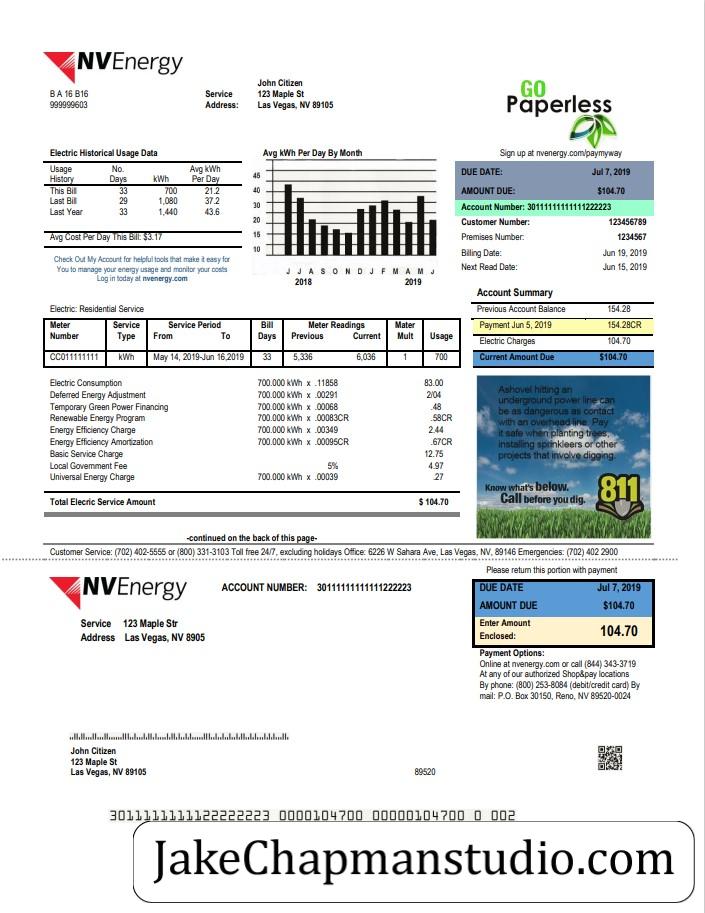 NVEnergy
B A 16 B16
999999603
Service
Address:
John Citizen
123 Maple St
Las Vegas, NV 89105
GO
Paperless
Sign up at nvenergy.com/paymyway
Electric Historical Usage Data
Usage History No. Days kWh Avg kWh Per Day
This Bill 33 700 21.2
Last Bill 29 1,080 37.2
Last Year 33 1,440 43.6
Avg Cost Per Day This Bill: $3.17
Check Out My Account for helpful tools that make it easy for
You to manage your energy usage and monitor your costs
Log in today at nvenergy.com
Avg kWh Per Day By Month
45
40
35
30
25
20
15
10
J J A S O N D J F M A M J
2018 2019
DUE DATE: Jul 7, 2019
AMOUNT DUE: $104.70
Account Number: 30111111111111222223
Customer Number: 123456789
Premises Number: 1234567
Billing Date: Jun 19, 2019
Next Read Date: Jun 15, 2019
Account Summary
Previous Account Balance 154.28
Payment Jun 5, 2019 154.28CR
Electric Charges 104.70
Current Amount Due $104.70
Electric: Residential Service
Meter Number Service Type Service Period From To Bill Days Meter Readings Previous Current Mater Mult Usage
CC011111111 kWh May 14, 2019-Jun 16,2019 33 5,336 6,036 1 700
Electric Consumption 700.000 kWh x .11858 83.00
Deferred Energy Adjustment 700.000 kWh x .00291 2/04
Temporary Green Power Financing 700.000 kWh x .00068 .48
Renewable Energy Program 700.000 kWh x .00083CR .58CR
Energy Efficiency Charge 700.000 kWh x .00349 2.44
Energy Efficiency Amortization 700.000 kWh x .00095CR .67CR
Basic Service Charge 12.75
Local Government Fee 5% 4.97
Universal Energy Charge 700.000 kWh x .00039 .27
Total Elecric Service Amount $ 104.70
Ashovel hitting an
underground power line can
be as dangerous as contact
with an overhead line. Pay
it safe when planting trees,
installing sprinkleers or other
projects that involve digging.
Know what's below.
Call before you dig.
811
-continued on the back of this page-
Customer Service: (702) 402-5555 or (800) 331-3103 Toll free 24/7, excluding holidays Office: 6226 W Sahara Ave, Las Vegas, NV, 89146 Emergencies: (702) 402 2900
Please return this portion with payment
NVEnergy
ACCOUNT NUMBER: 30111111111111222223
Service 123 Maple Str
Address Las Vegas, NV 8905
DUE DATE Jul 7, 2019
AMOUNT DUE $104.70
Enter Amount
Enclosed: 104.70
Payment Options:
Online at nvenergy.com or call (844) 343-3719
At any of our authorized Shop&pay locations
By phone: (800) 253-8084 (debit/credit card) By
mail: P.O. Box 30150, Reno, NV 89520-0024
John Citizen
123 Maple St
Las Vegas, NV 89105
89520
3011111111122222223 0000104700 00000104700 0 002
JakeChapmanstudio.com